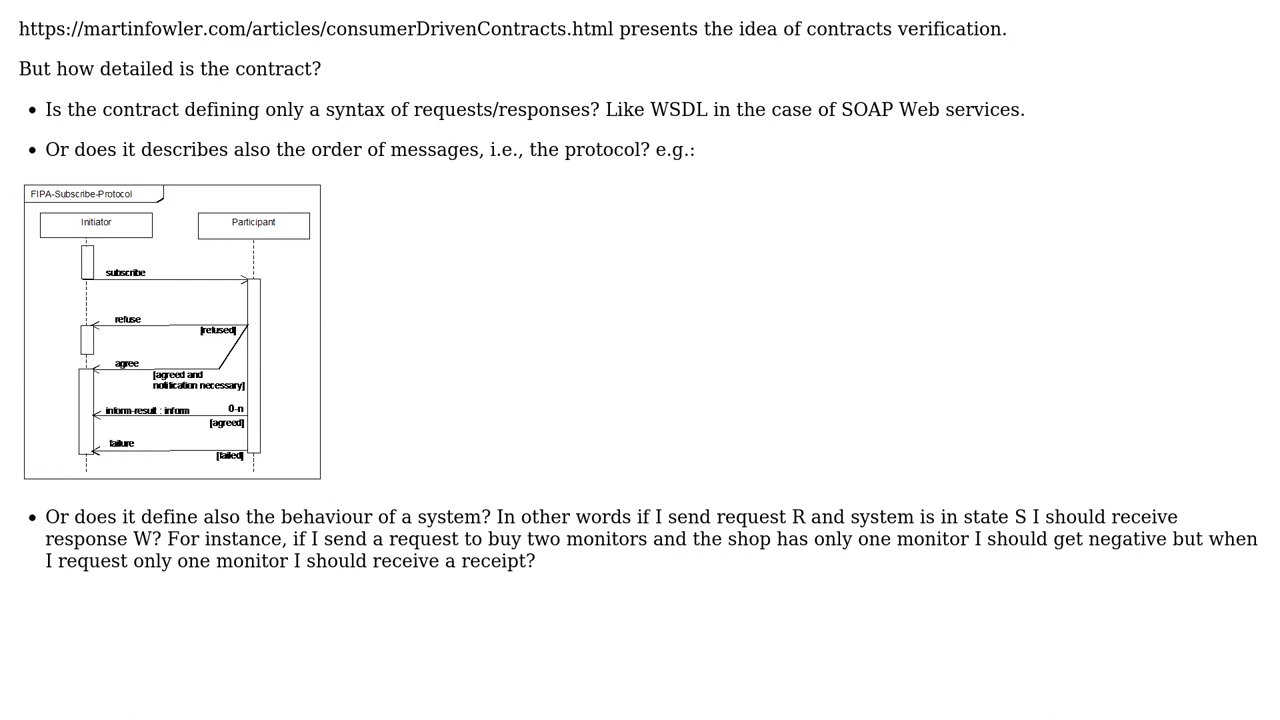 https://martinfowler.com/articles/consumerDrivenContracts.html presents the idea of contracts verification.
But how detailed is the contract?
• Is the contract defining only a syntax of requests/responses? Like WSDL in the case of SOAP Web services.
• Or does it describes also the order of messages, i.e., the protocol? e.g.:
FIPA-Subscribe-Protocol
Initiator
Participant
subscribe
refuse
[refused]
agree
[agreed and
notification necessary]
inform-result : inform
0-n
[agreed]
failure
[failed]
• Or does it define also the behaviour of a system? In other words if I send request R and system is in state S I should receive
response W? For instance, if I send a request to buy two monitors and the shop has only one monitor I should get negative but when
I request only one monitor I should receive a receipt?